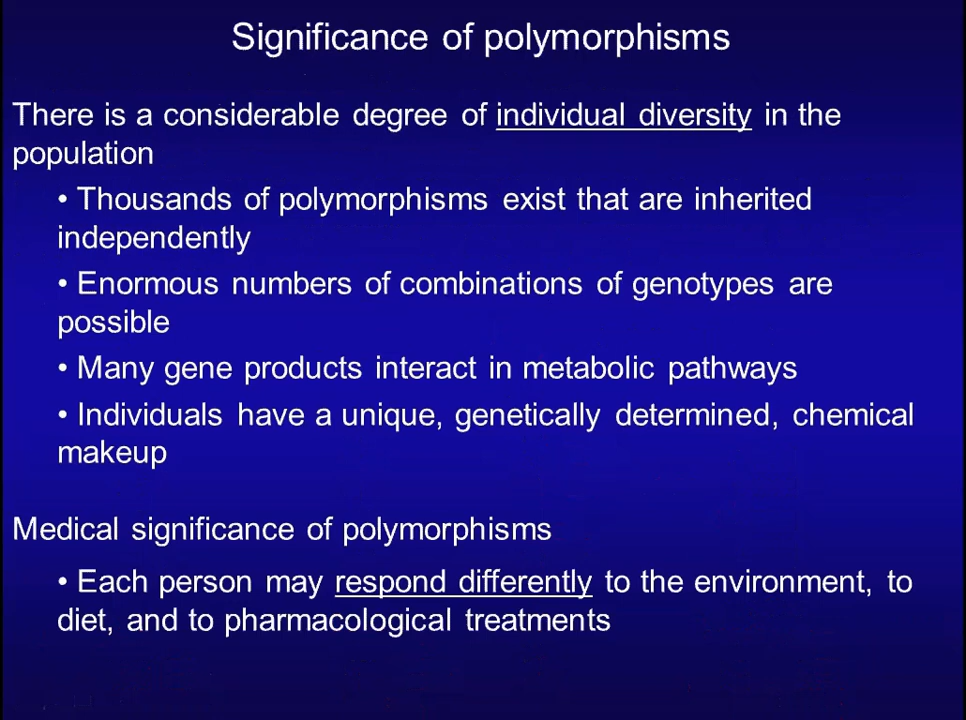 Significance of polymorphisms
There is a considerable degree of individual diversity in the
population
• Thousands of polymorphisms exist that are inherited
independently
• Enormous numbers of combinations of genotypes are
possible
• Many gene products interact in metabolic pathways
• Individuals have a unique, genetically determined, chemical
makeup
Medical significance of polymorphisms
• Each person may respond differently to the environment, to
diet, and to pharmacological treatments